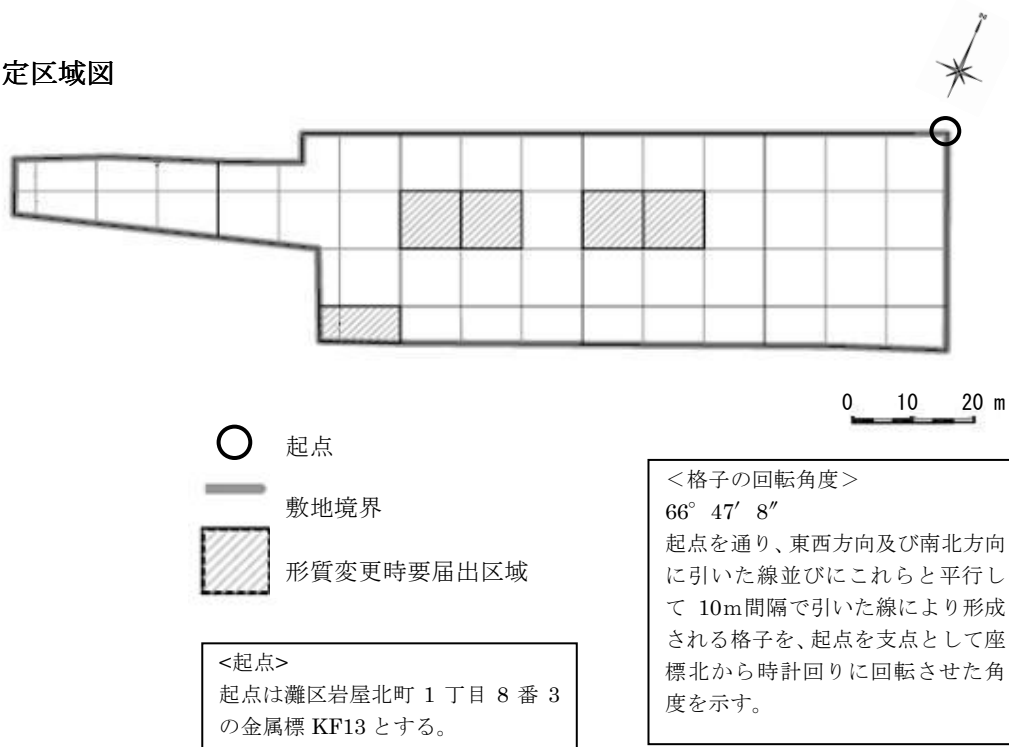 定区域図
N
0 10 20 m
起点
敷地境界
形質変更時要届出区域
<起点>
起点は灘区岩屋北町 1 丁目 8 番 3
の金属標 KF13 とする。
＜格子の回転角度＞
66° 47′ 8″
起点を通り、東西方向及び南北方向
に引いた線並びにこれらと平行し
て 10m間隔で引いた線により形成
される格子を、起点を支点として座
標北から時計回りに回転させた角
度を示す。